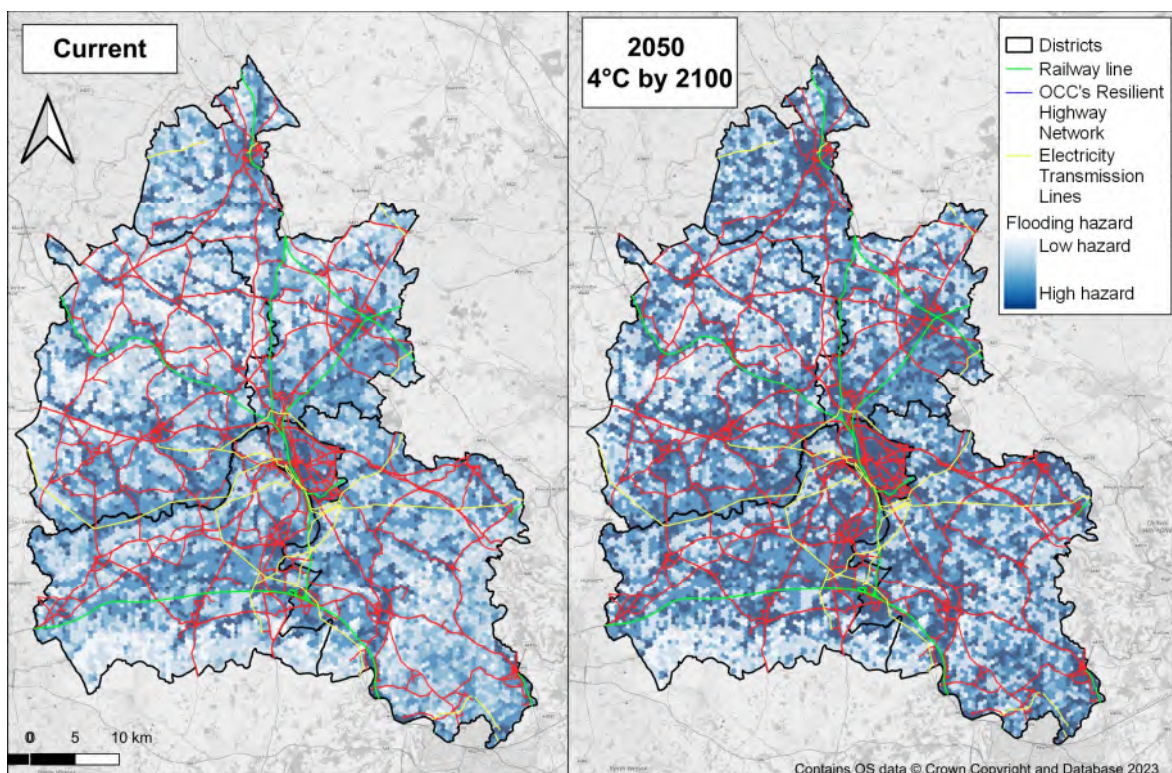 Current
2050
4°C by 2100
Districts
Railway line
OCC's Resilient
Highway
Network
Electricity
Transmission
Lines
Flooding hazard
Low hazard
High hazard
0 5 10 km
Contains OS data © Crown Copyright and Database 2023